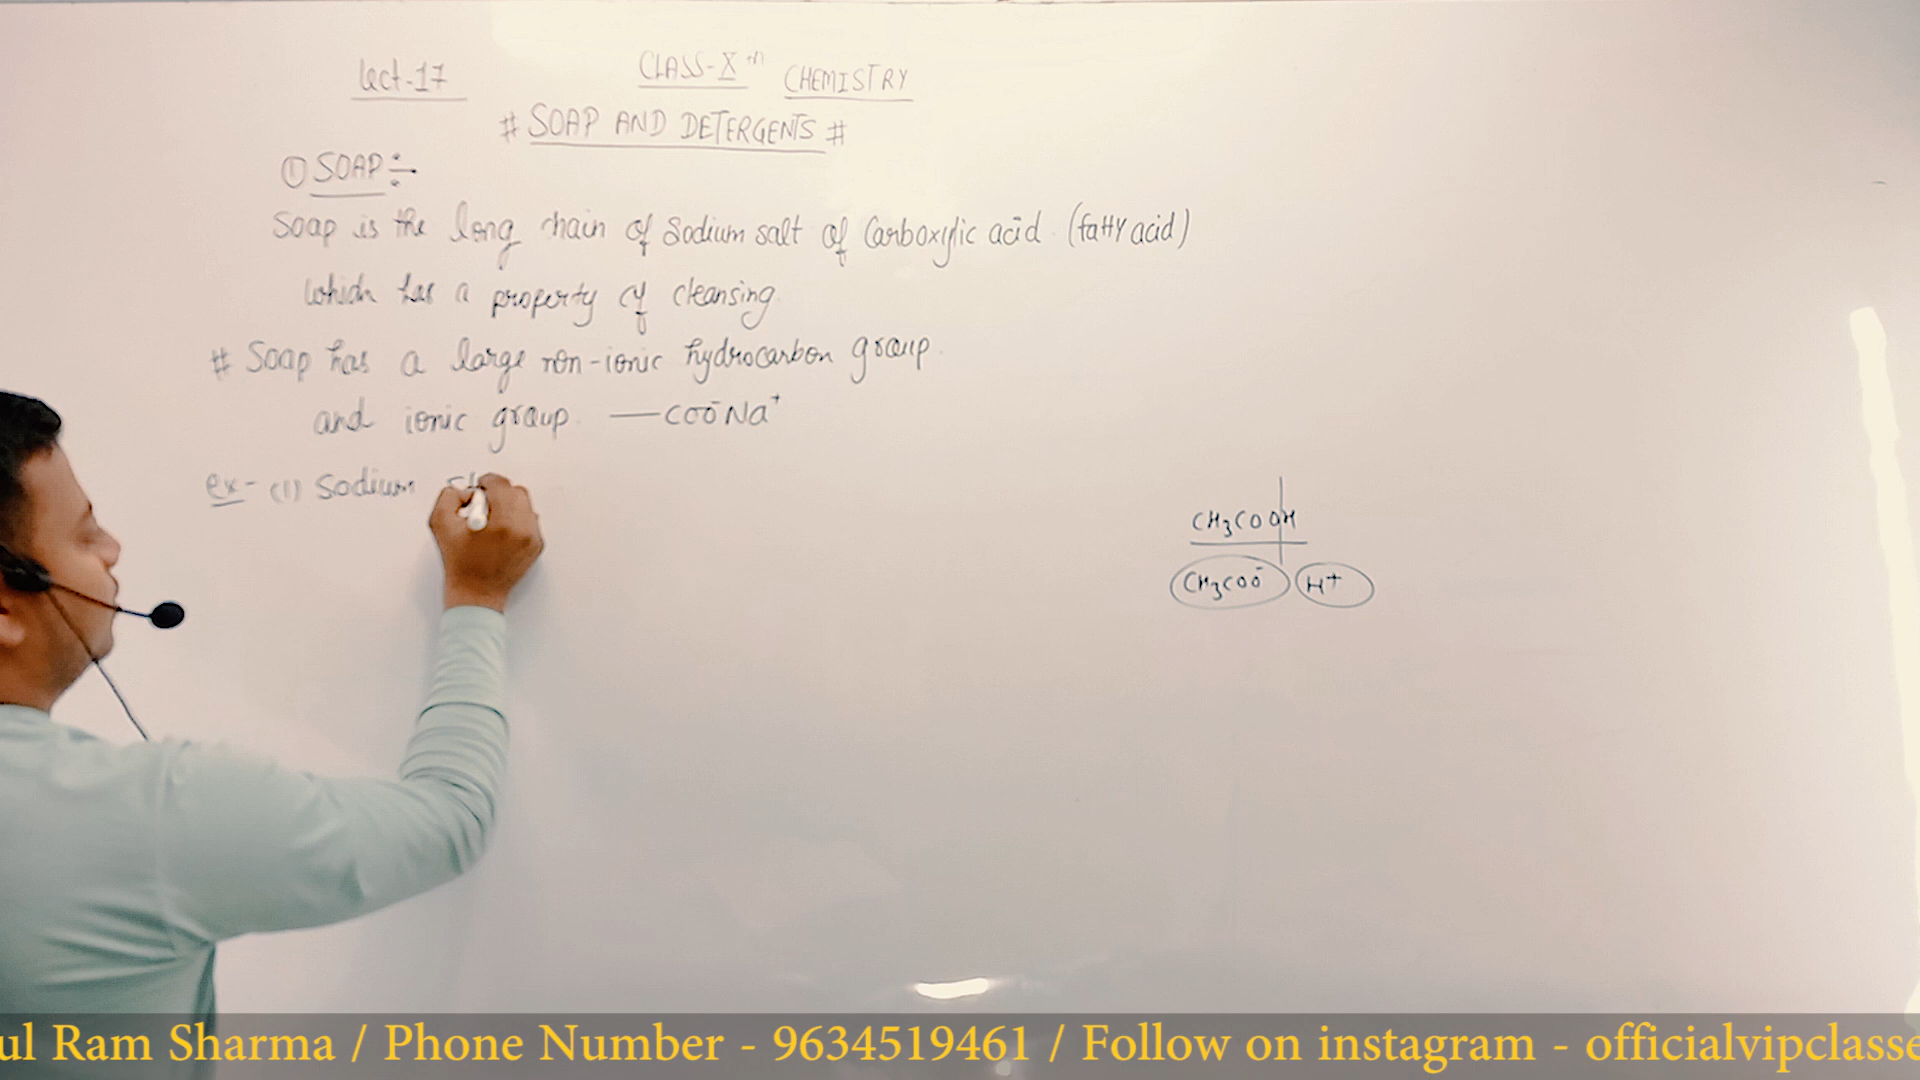 Lect-17 CLASS-Xth CHEMISTRY
# SOAP AND DETERGENTS #
① SOAP ÷
Soap is the long chain of Sodium salt of Carboxylic acid. (fatty acid)
which has a property of cleansing.
# Soap has a large non-ionic hydrocarbon group.
and ionic group. —COO⁻Na⁺
ex- (1) Sodium
CH₃COOH
CH₃COO⁻ H⁺
ul Ram Sharma / Phone Number - 9634519461 / Follow on instagram - officialvipclasse